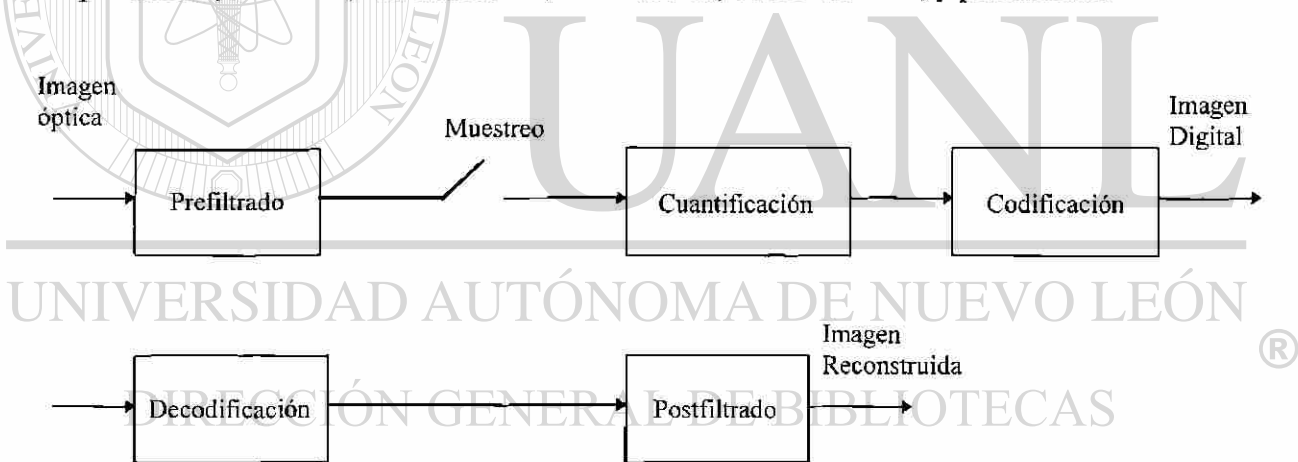 Imagen
óptica
Muestreo
Imagen
Digital
Prefiltrado
Cuantificación
Codificación
UANL
UNIVERSIDAD AUTÓNOMA DE NUEVO LEÓN
®
Imagen
Reconstruida
Decodificación
Postfiltrado
DIRECCIÓN GENERAL DE BIBLIOTECAS